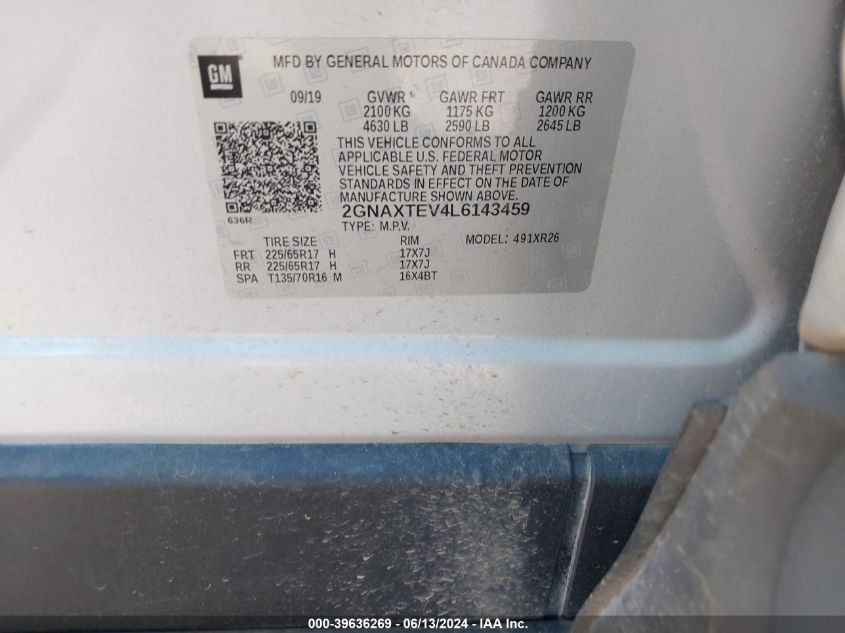 GM
MFD BY GENERAL MOTORS OF CANADA COMPANY
09/19 GVWR GAWR FRT GAWR RR
2100 KG 1175 KG 1200 KG
4630 LB 2590 LB 2645 LB
THIS VEHICLE CONFORMS TO ALL
APPLICABLE U.S. FEDERAL MOTOR
VEHICLE SAFETY AND THEFT PREVENTION
STANDARDS IN EFFECT ON THE DATE OF
MANUFACTURE SHOWN ABOVE.
636R 2GNAXTEV4L6143459
TYPE: M.P.V.
TIRE SIZE RIM MODEL: 491XR26
FRT 225/65R17 H 17X7J
RR 225/65R17 H 17X7J
SPA T135/70R16 M 16X4BT
000-39636269 - 06/13/2024 - IAA Inc.